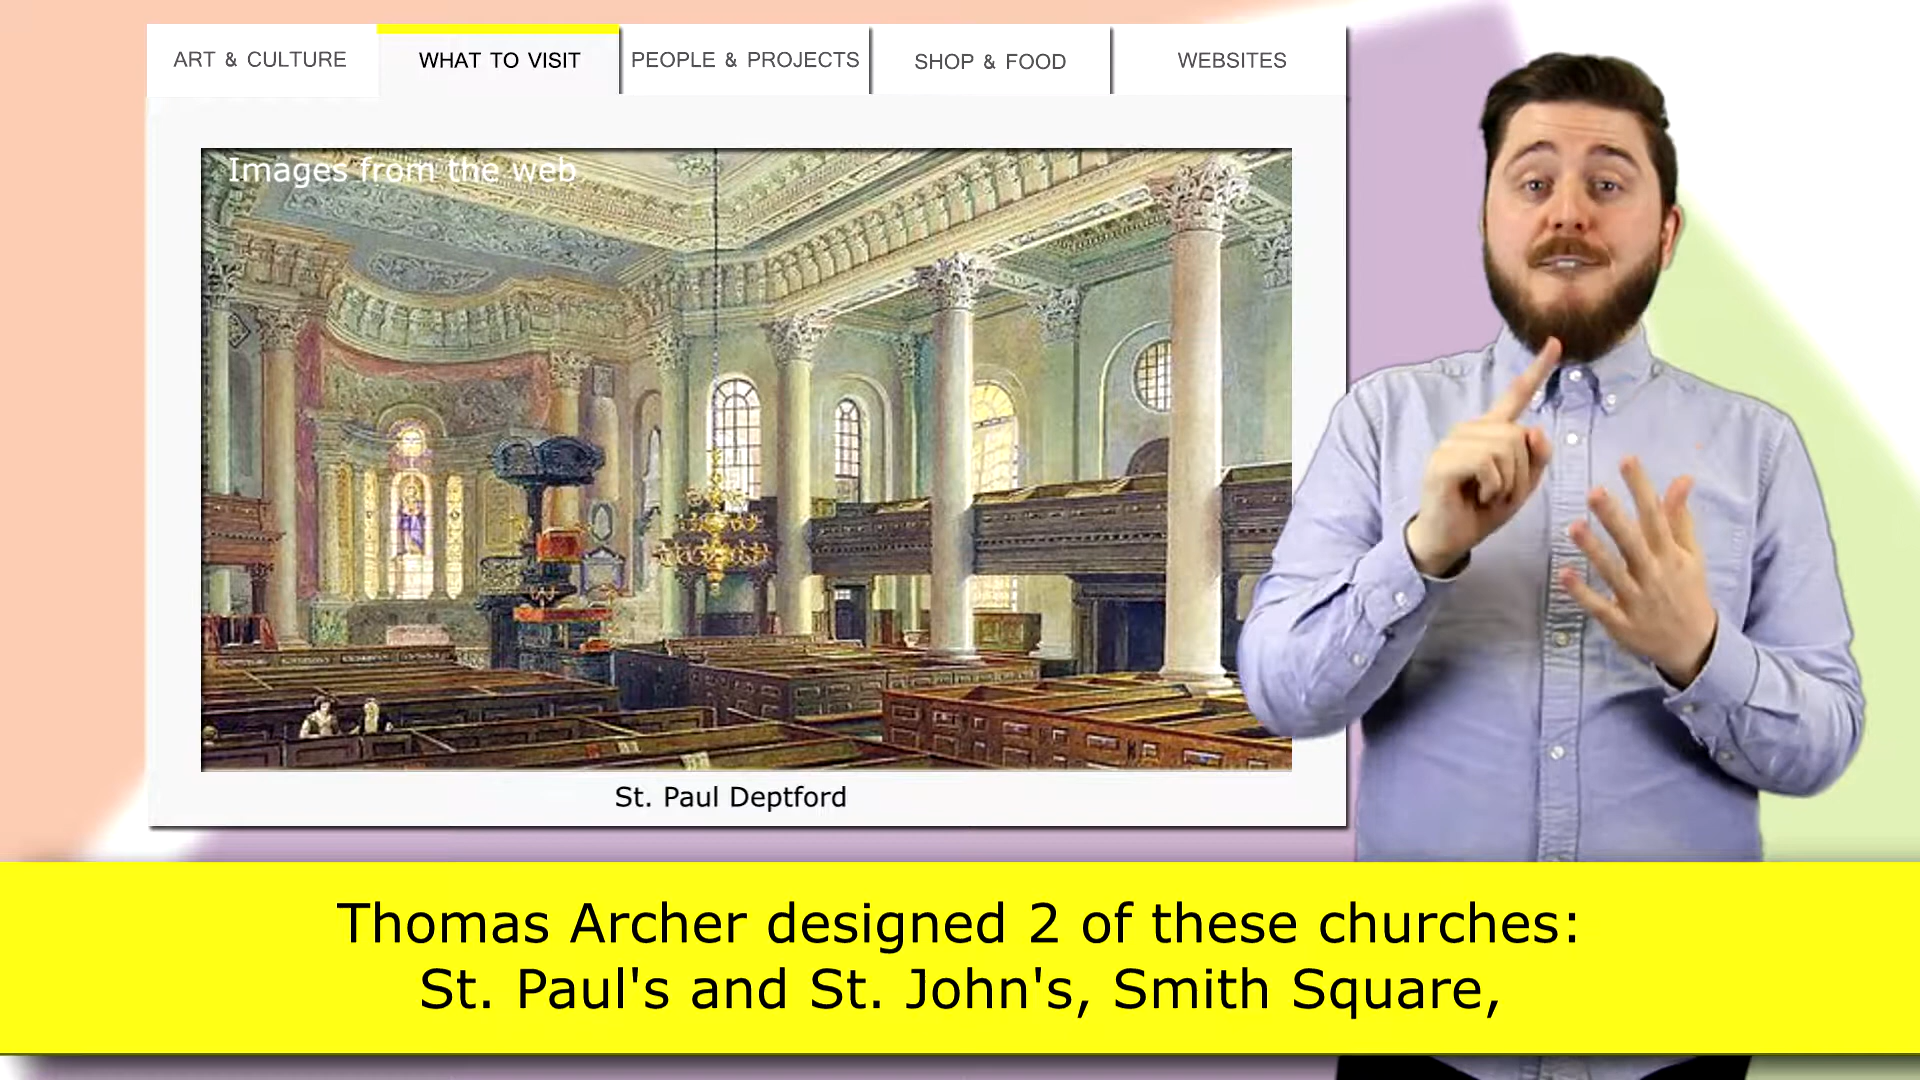 ART & CULTURE
WHAT TO VISIT
PEOPLE & PROJECTS
SHOP & FOOD
WEBSITES
Images from the web
St. Paul Deptford
Thomas Archer designed 2 of these churches:
St. Paul's and St. John's, Smith Square,